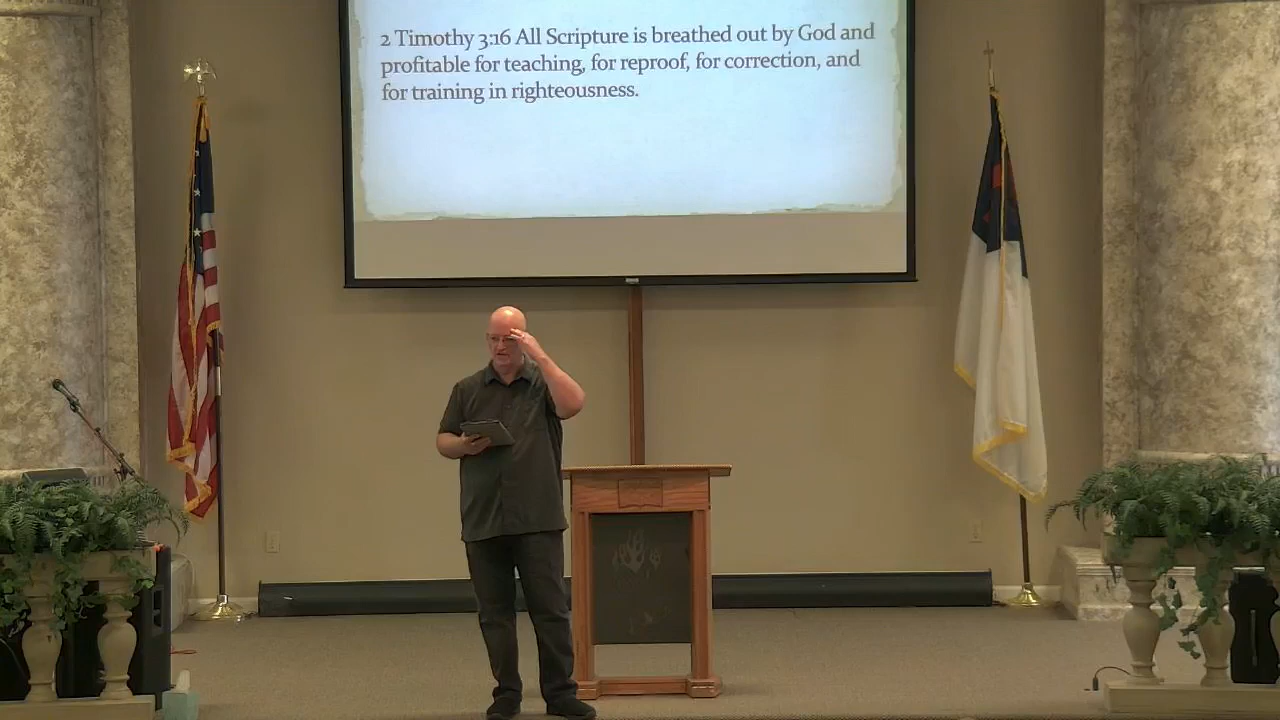 2 Timothy 3:16 All Scripture is breathed out by God and
profitable for teaching, for reproof, for correction, and
for training in righteousness.